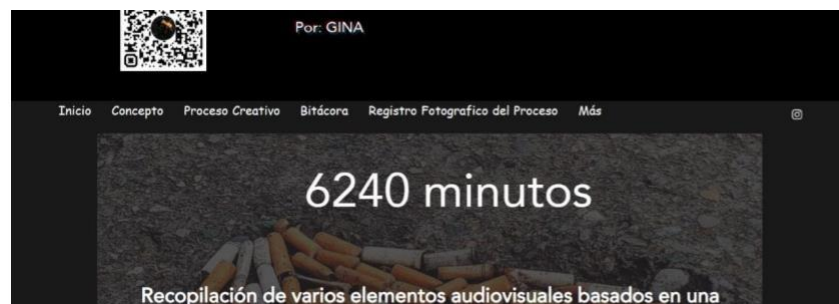 Por: GINA
Inicio Concepto Proceso Creativo Bitácora Registro Fotografico del Proceso Más
6240 minutos
Recopilación de varios elementos audiovisuales basados en una